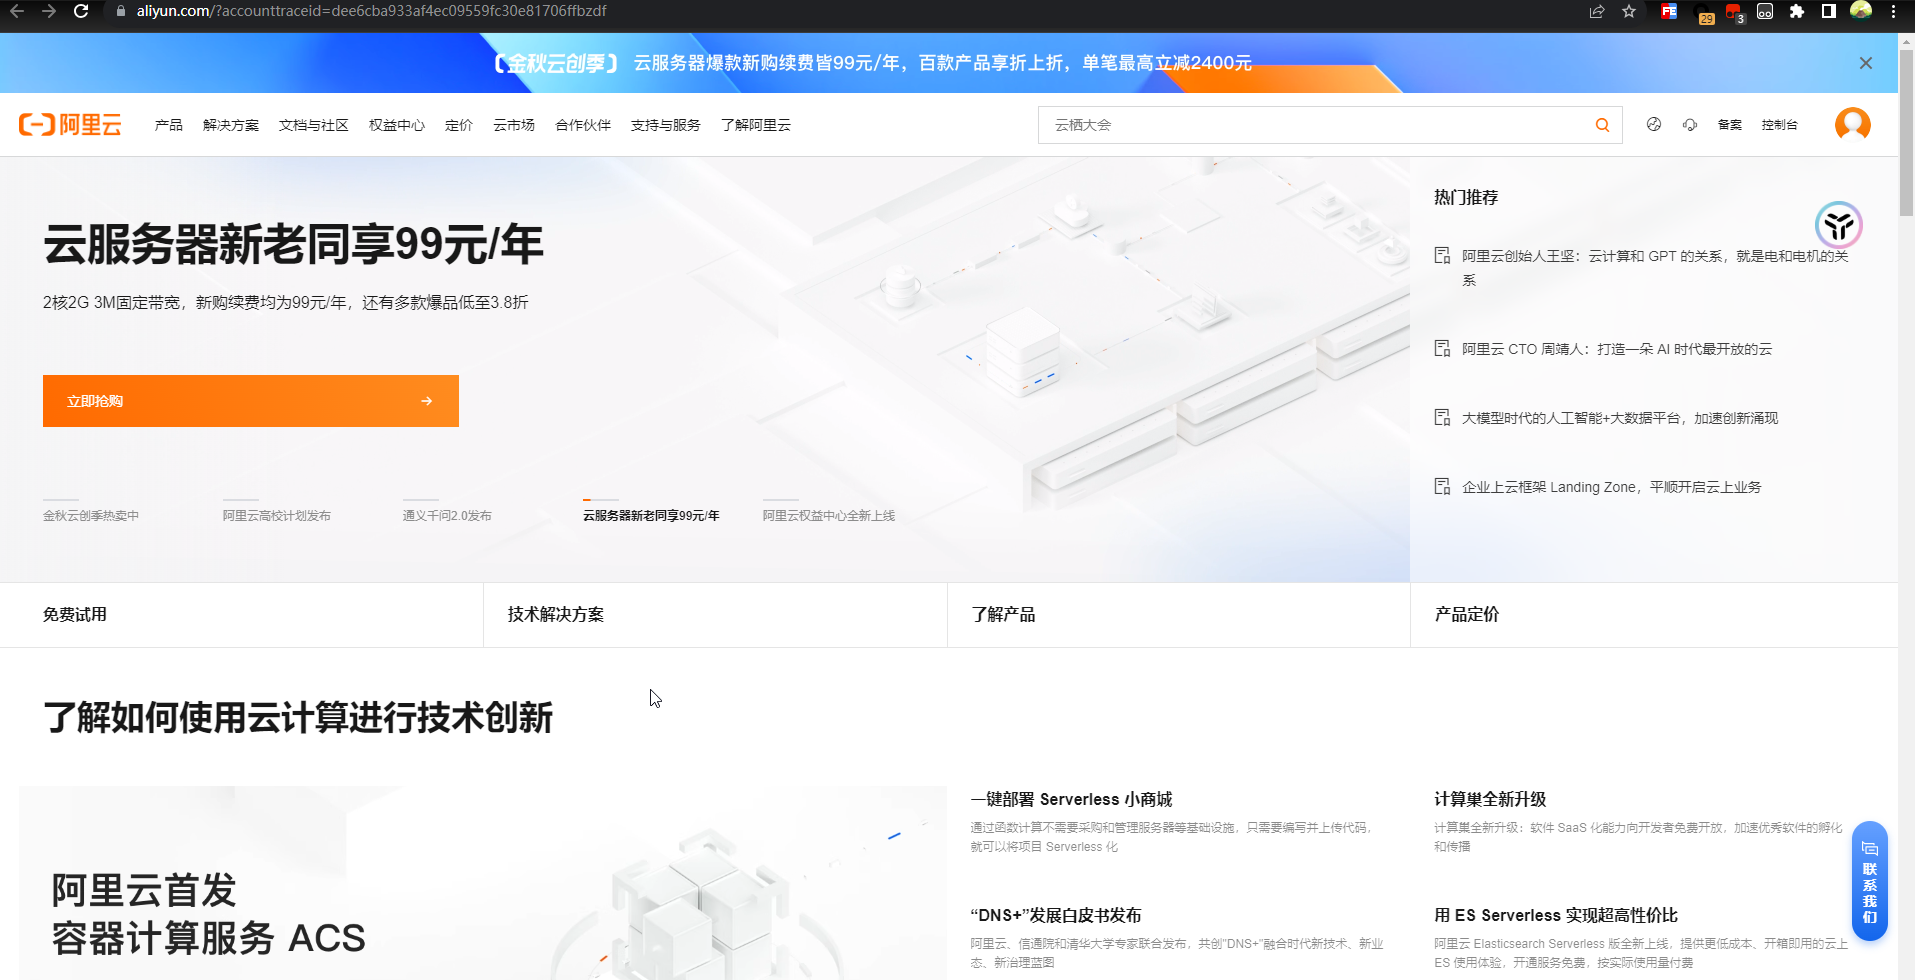 aliyun.com/?accounttraceid=dee6cba933af4ec09559fc30e81706ffbzdf
29
3
【金秋云创季】 云服务器爆款新购续费皆99元/年，百款产品享折上折，单笔最高立减2400元
阿里云
产品 解决方案 文档与社区 权益中心 定价 云市场 合作伙伴 支持与服务 了解阿里云
云栖大会
备案 控制台
云服务器新老同享99元/年
2核2G 3M固定带宽，新购续费均为99元/年，还有多款爆品低至3.8折
立即抢购
金秋云创季热卖中
阿里云高校计划发布
通义千问2.0发布
云服务器新老同享99元/年
阿里云权益中心全新上线
热门推荐
阿里云创始人王坚：云计算和 GPT 的关系，就是电和电机的关
系
阿里云 CTO 周靖人：打造一朵 AI 时代最开放的云
大模型时代的人工智能+大数据平台，加速创新涌现
企业上云框架 Landing Zone，平顺开启云上业务
免费试用
技术解决方案
了解产品
产品定价
了解如何使用云计算进行技术创新
阿里云首发
容器计算服务 ACS
一键部署 Serverless 小商城
通过函数计算不需要采购和管理服务器等基础设施，只需要编写并上传代码，
就可以将项目 Serverless 化
计算巢全新升级
计算巢全新升级：软件 SaaS 化能力向开发者免费开放，加速优秀软件的孵化
和传播
“DNS+”发展白皮书发布
阿里云、信通院和清华大学专家联合发布，共创"DNS+"融合时代新技术、新业
态、新治理蓝图
用 ES Serverless 实现超高性价比
阿里云 Elasticsearch Serverless 版全新上线，提供更低成本、开箱即用的云上
ES 使用体验，开通服务免费，按实际使用量付费
联系我们